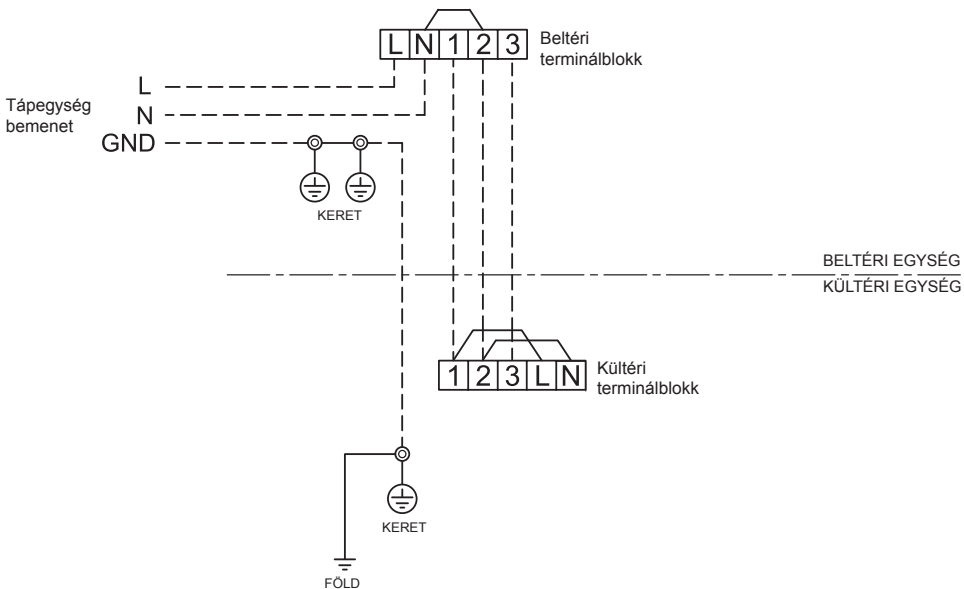 L N 1 2 3
Beltéri
terminálblokk
Tápegység
bemenet
L
N
GND
KERET
BELTÉRI EGYSÉG
KÜLTÉRI EGYSÉG
1 2 3 L N
Kültéri
terminálblokk
KERET
FÖLD